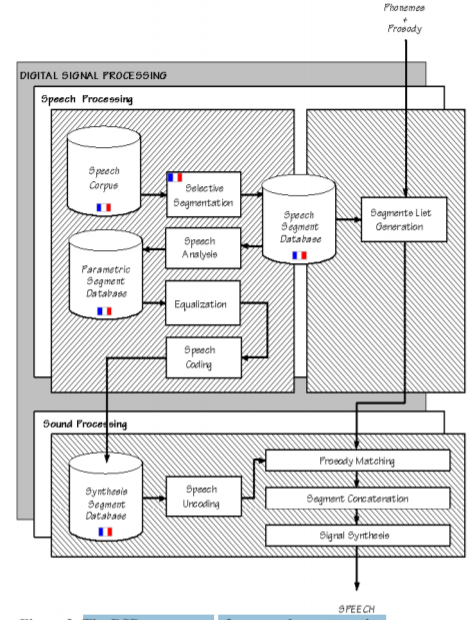 Phonemes
+
Prosody
DIGITAL SIGNAL PROCESSING
Speech Processing
Speech
Corpus
Selective
Segmentation
Speech
Segment
Database
Segments List
Generation
Speech
Analysis
Parametric
Segment
Database
Equalization
Speech
Coding
Sound Processing
Synthesis
Segment
Database
Speech
Uncoding
Prosody Matching
Segment Concatenation
Signal Synthesis
SPEECH